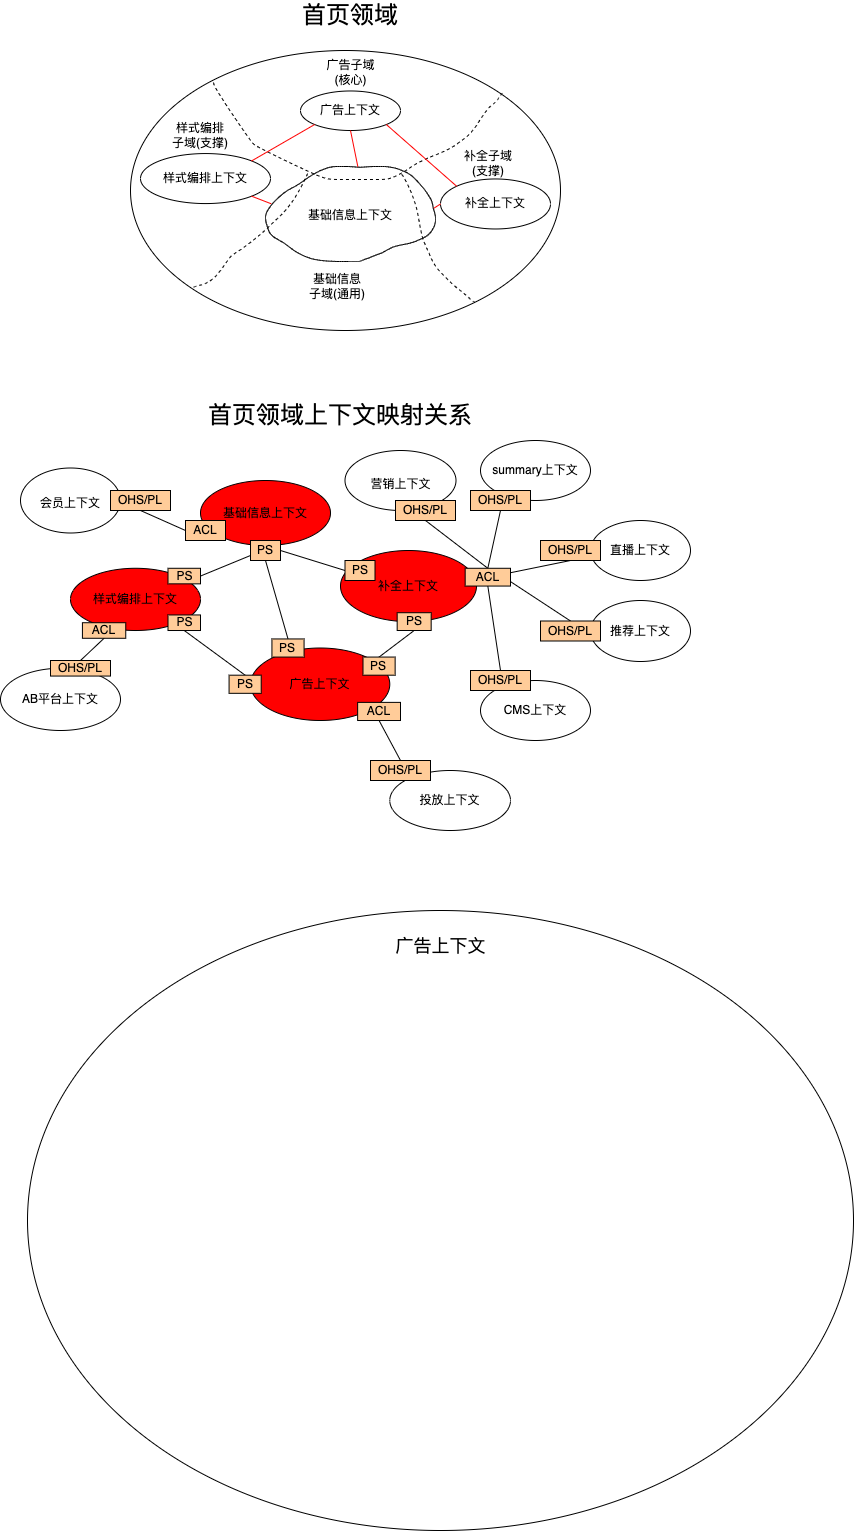 首页领域
广告子域
(核心)
广告上下文
样式编排
子域(支撑)
样式编排上下文
补全子域
(支撑)
补全上下文
基础信息上下文
基础信息
子域(通用)
首页领域上下文映射关系
会员上下文
OHS/PL
ACL
基础信息上下文
PS
营销上下文
OHS/PL
summary上下文
OHS/PL
OHS/PL
直播上下文
PS
补全上下文
ACL
PS
样式编排上下文
PS
ACL
PS
OHS/PL
推荐上下文
OHS/PL
AB平台上下文
PS
PS
广告上下文
PS
ACL
OHS/PL
CMS上下文
OHS/PL
投放上下文
广告上下文